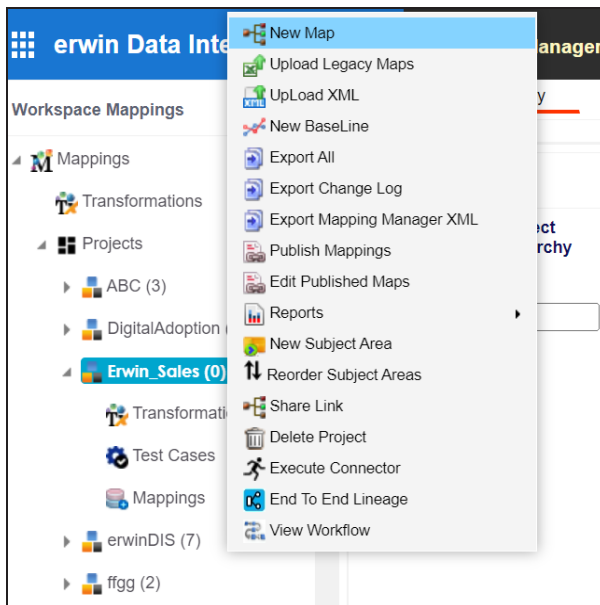 erwin Data Inte
anager
Workspace Mappings
y
Mappings
Transformations
Projects
ABC (3)
DigitalAdoption (
Erwin_Sales (0)
Transformati
Test Cases
Mappings
erwinDIS (7)
ffgg (2)
New Map
Upload Legacy Maps
UpLoad XML
New BaseLine
Export All
Export Change Log
Export Mapping Manager XML
Publish Mappings
Edit Published Maps
Reports
New Subject Area
Reorder Subject Areas
Share Link
Delete Project
Execute Connector
End To End Lineage
View Workflow
ect
rchy